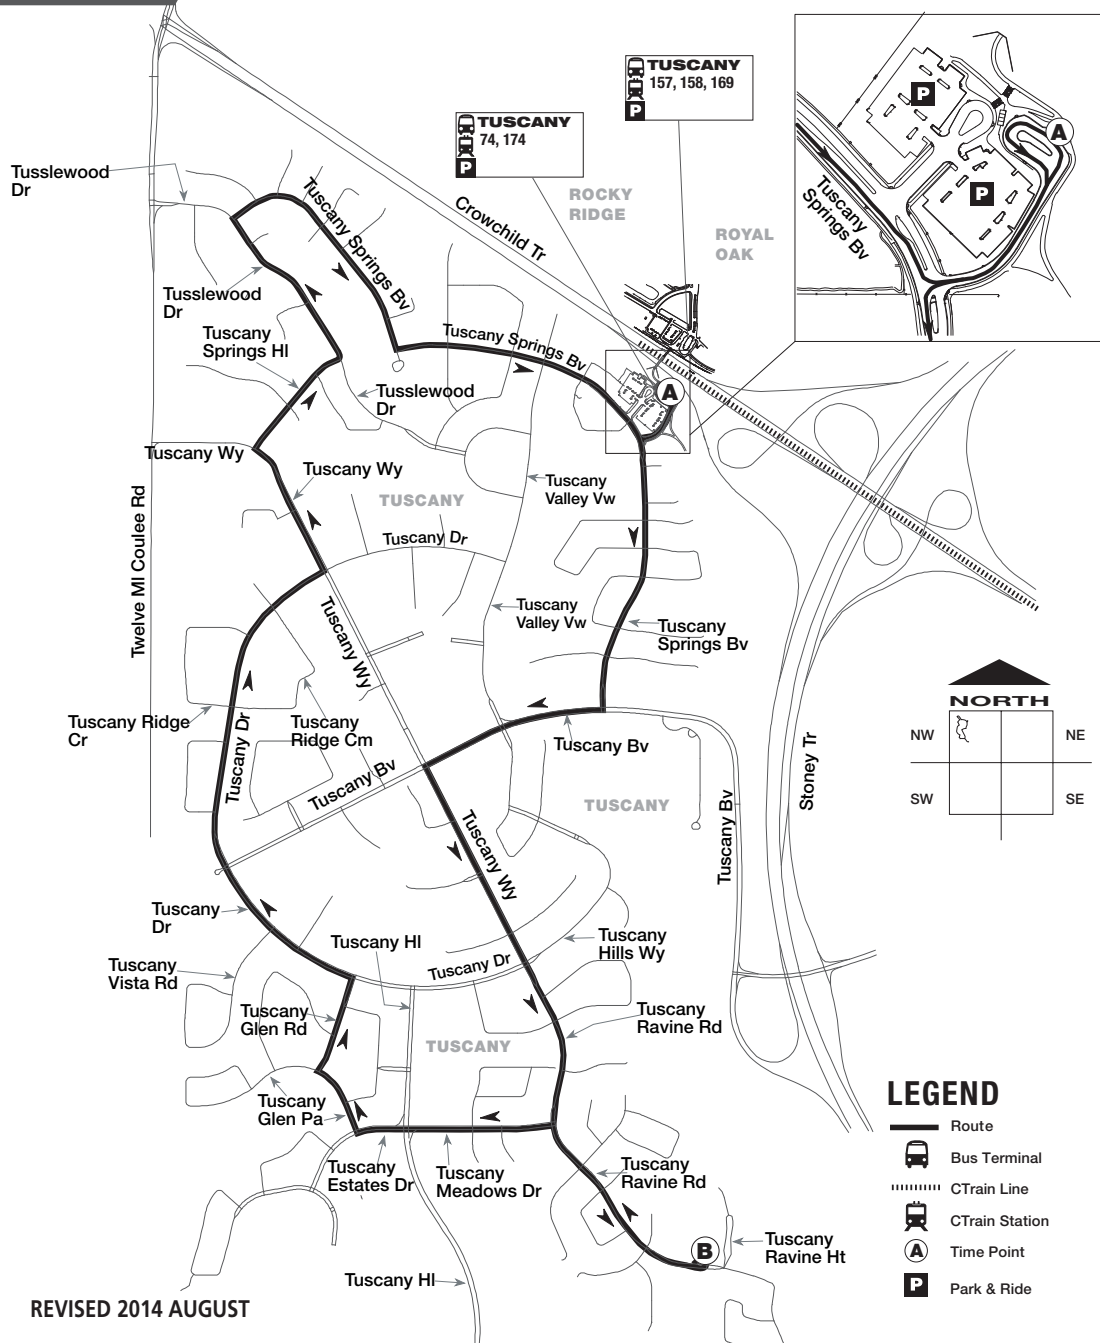 TUSCANY
157, 158, 169
P
TUSCANY
74, 174
P
P
P
A
Tuscany
Springs Bv
Tusslewood
Dr
ROCKY
RIDGE
Crowchild Tr
ROYAL
OAK
Tuscany Springs Bv
Tusslewood
Dr
Tuscany
Springs Hl
Tuscany Springs Bv
Tusslewood
Dr
A
Tuscany Wy
Tuscany Wy
TUSCANY
Tuscany
Valley Vw
Tuscany Dr
Twelve MI Coulee Rd
Tuscany Wy
Tuscany
Valley Vw
Tuscany
Springs Bv
NORTH
NW
NE
SW
SE
Tuscany Ridge
Cr
Tuscany
Ridge Cm
Tuscany Dr
Tuscany Bv
Tuscany Bv
Stoney Tr
TUSCANY
Tuscany Bv
Tuscany Wy
Tuscany
Dr
Tuscany Hl
Tuscany
Hills Wy
Tuscany
Vista Rd
Tuscany Dr
Tuscany
Glen Rd
Tuscany
Ravine Rd
TUSCANY
Tuscany
Glen Pa
Tuscany
Estates Dr
Tuscany
Meadows Dr
Tuscany
Ravine Rd
B
Tuscany
Ravine Ht
Tuscany Hl
LEGEND
Route
Bus Terminal
CTrain Line
CTrain Station
A Time Point
P Park & Ride
REVISED 2014 AUGUST